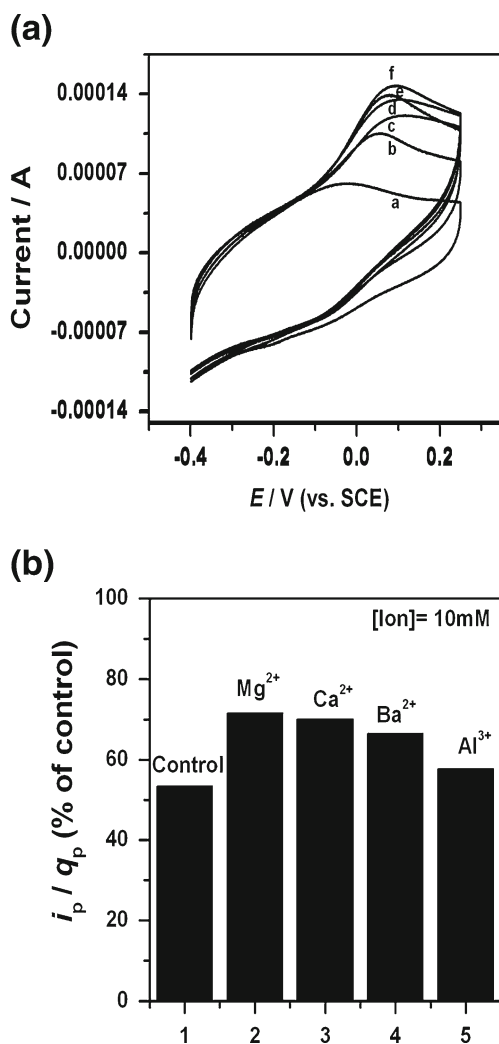 (a)
0.00014
0.00007
0.00000
-0.00007
-0.00014
Current / A
f
e
d
c
b
a
-0.4 -0.2 0.0 0.2
E / V (vs. SCE)
(b)
100
80
60
40
20
0
i_p / q_p (% of control)
[Ion]= 10mM
Control
Mg²⁺
Ca²⁺
Ba²⁺
Al³⁺
1 2 3 4 5